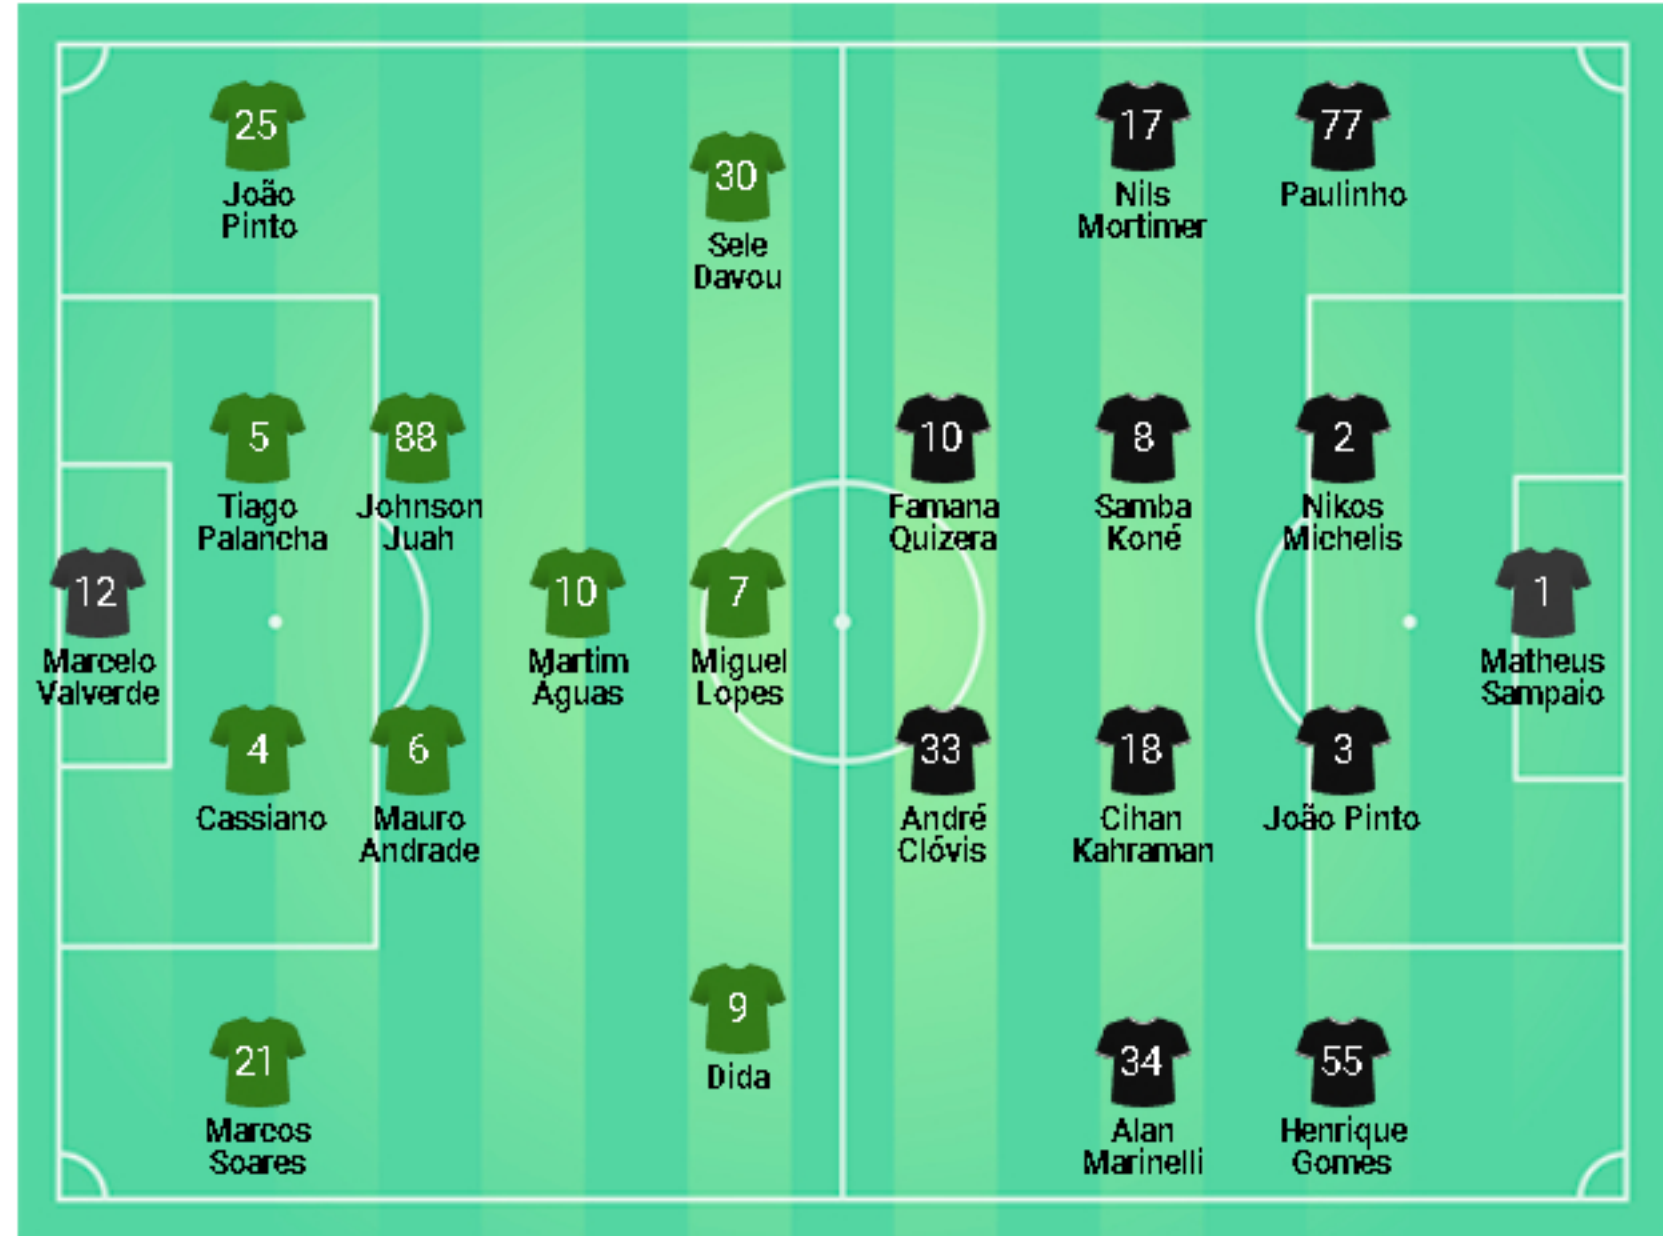 25
João
Pinto
30
Sele
Davou
17
Nils
Mortimer
77
Paulinho
5
Tiago
Palancha
88
Johnson
Juah
10
Famana
Quizera
8
Samba
Koné
2
Nikos
Michelis
12
Marcelo
Valverde
10
Martim
Águas
7
Miguel
Lopes
1
Matheus
Sampaio
4
Cassiano
6
Mauro
Andrade
33
André
Clóvis
18
Cihan
Kahraman
3
João Pinto
21
Marcos
Soares
9
Dida
34
Alan
Marinelli
55
Henrique
Gomes